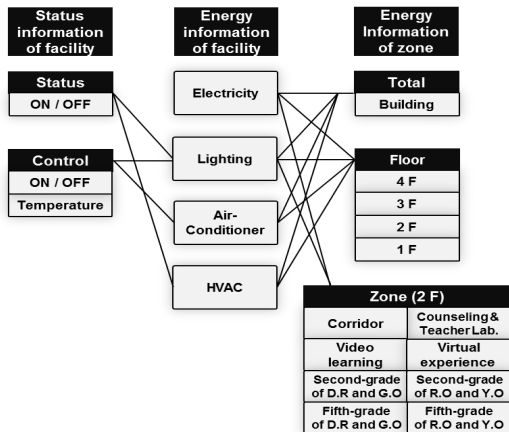 Status
information
of facility
Energy
information
of facility
Energy
Information
of zone
Status
ON / OFF
Control
ON / OFF
Temperature
Electricity
Lighting
Air-
Conditioner
HVAC
Total
Building
Floor
4 F
3 F
2 F
1 F
Zone (2 F)
Corridor
Counseling &
Teacher Lab.
Video
learning
Virtual
experience
Second-grade
of D.R and G.O
Second-grade
of R.O and Y.O
Fifth-grade
of D.R and G.O
Fifth-grade
of R.O and Y.O